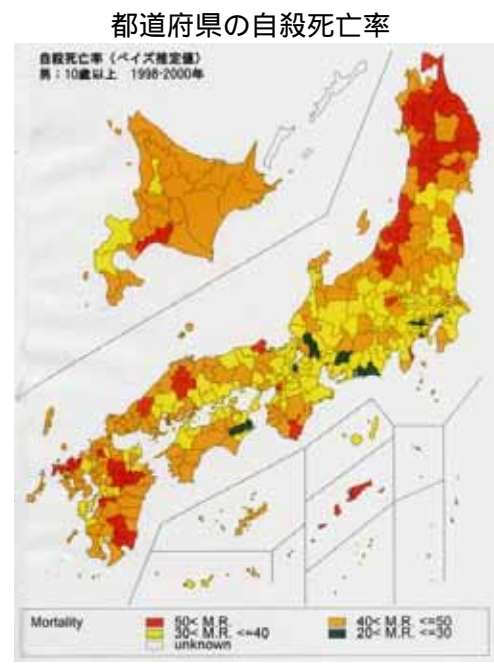 都道府県の自殺死亡率
自殺死亡率（ベイズ推定値）
男：10歳以上 1998-2000年
Mortality
50< M.R.
40< M.R. <=50
30< M.R. <=40
20< M.R. <=30
unknown